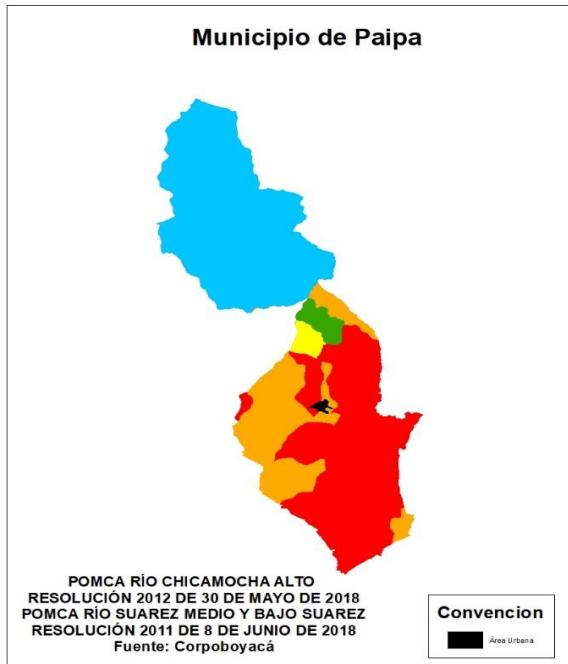 Municipio de Paipa
POMCA RÍO CHICAMOCHA ALTO
RESOLUCIÓN 2012 DE 30 DE MAYO DE 2018
POMCA RÍO SUAREZ MEDIO Y BAJO SUAREZ
RESOLUCIÓN 2011 DE 8 DE JUNIO DE 2018
Fuente: Corpoboyacá
Convencion
Área Urbana